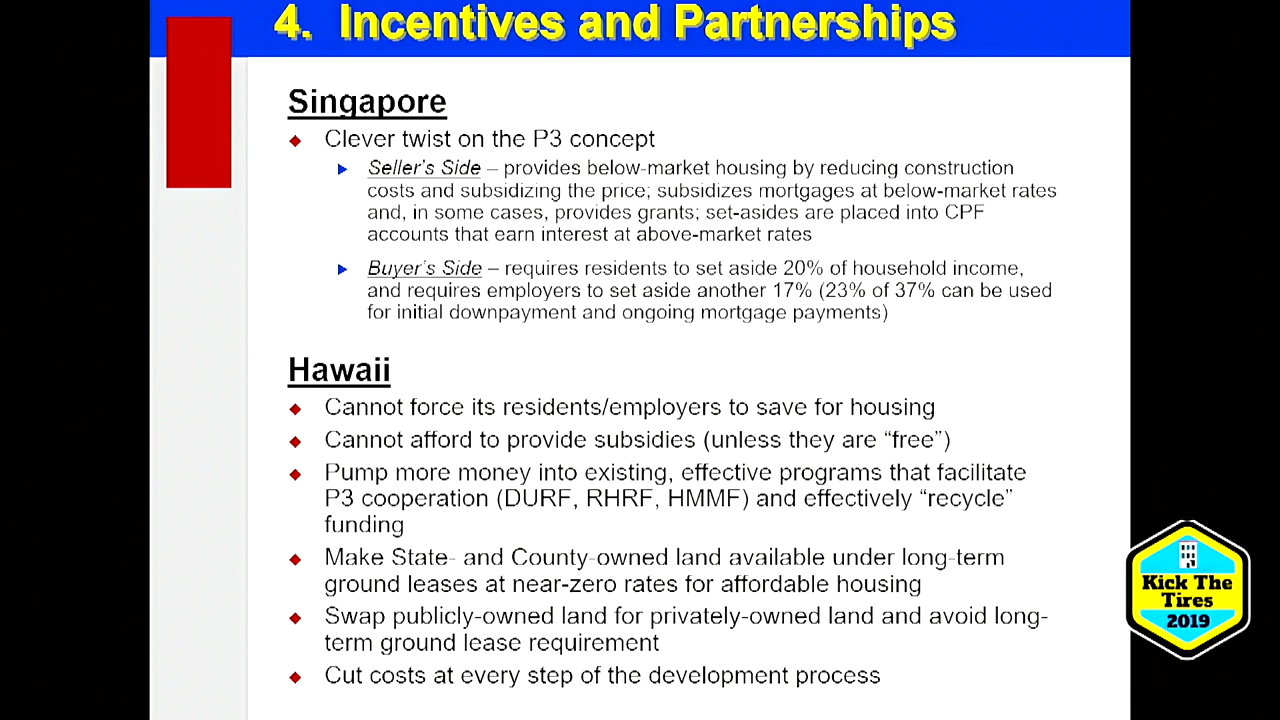 4. Incentives and Partnerships
Singapore
Clever twist on the P3 concept
Seller's Side – provides below-market housing by reducing construction
costs and subsidizing the price; subsidizes mortgages at below-market rates
and, in some cases, provides grants; set-asides are placed into CPF
accounts that earn interest at above-market rates
Buyer's Side – requires residents to set aside 20% of household income,
and requires employers to set aside another 17% (23% of 37% can be used
for initial downpayment and ongoing mortgage payments)
Hawaii
Cannot force its residents/employers to save for housing
Cannot afford to provide subsidies (unless they are “free”)
Pump more money into existing, effective programs that facilitate
P3 cooperation (DURF, RHRF, HMMF) and effectively “recycle”
funding
Make State- and County-owned land available under long-term
ground leases at near-zero rates for affordable housing
Swap publicly-owned land for privately-owned land and avoid long-
term ground lease requirement
Cut costs at every step of the development process
Kick The
Tires
2019